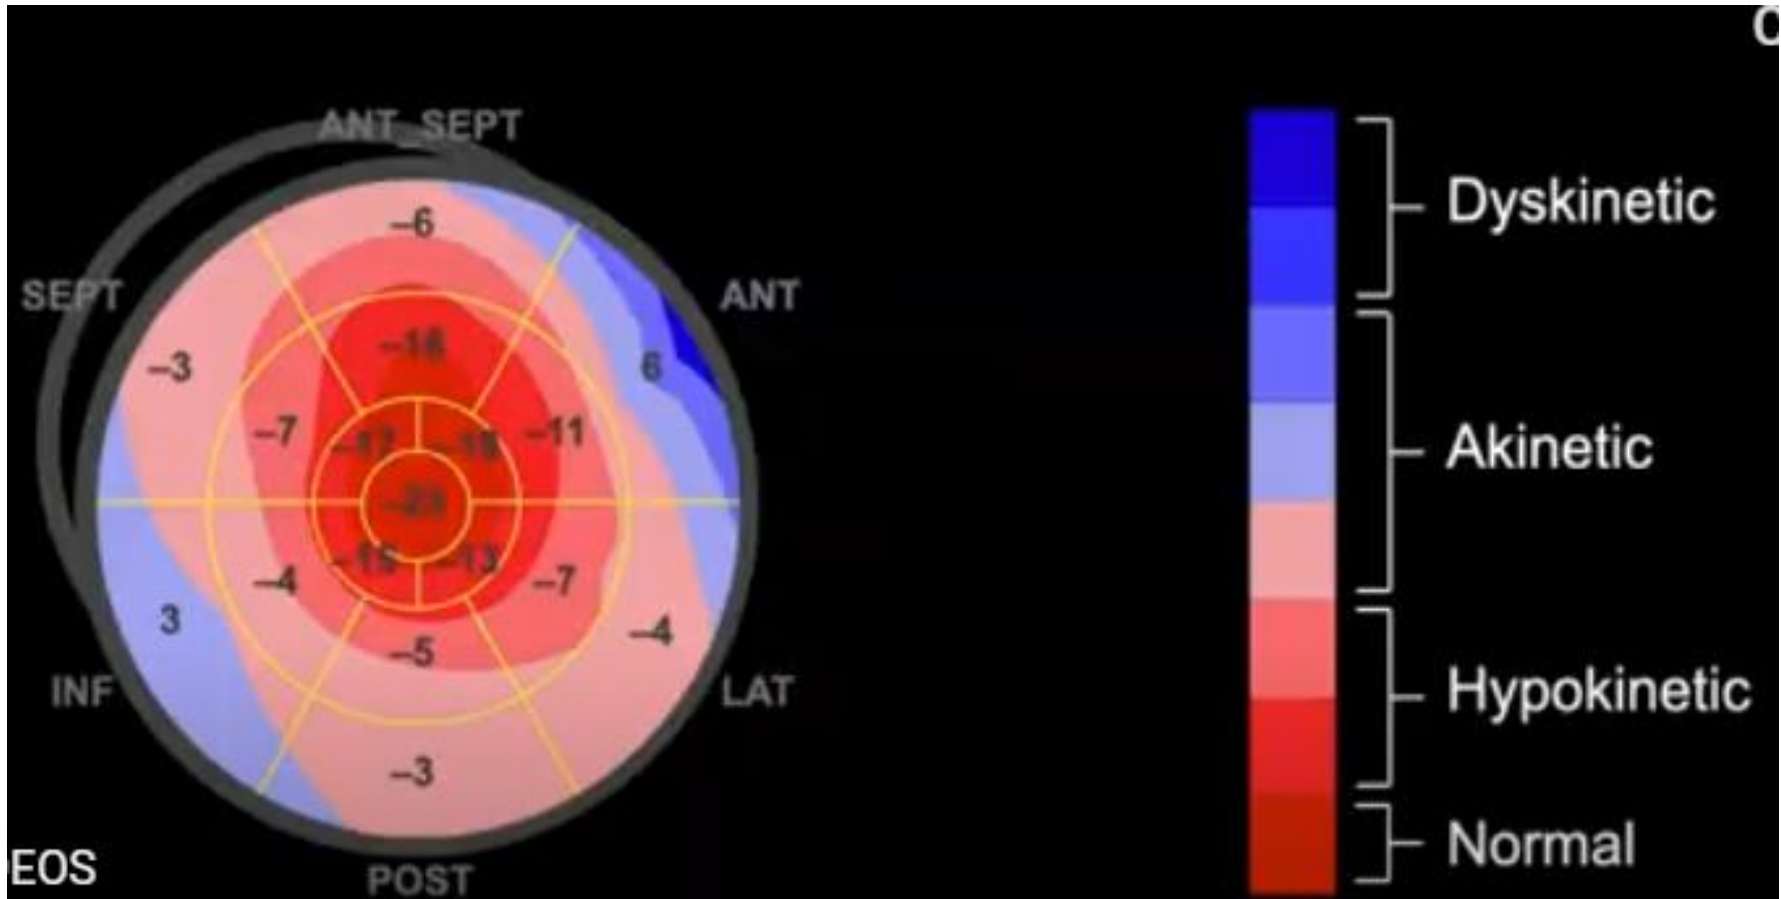 ANT_SEPT
SEPT
ANT
INF
LAT
POST
–6
–3
6
–7
–11
–4
–7
3
–5
–4
–3
–13
Dyskinetic
Akinetic
Hypokinetic
Normal
EOS